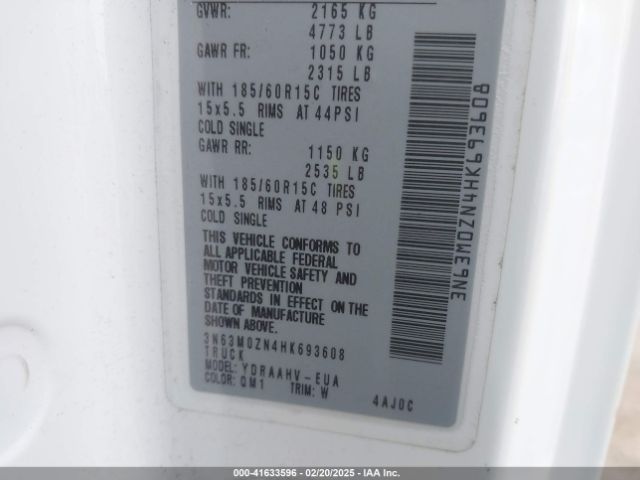 GVWR: 2165 KG
4773 LB
GAWR FR: 1050 KG
2315 LB
WITH 185/60R15C TIRES
15x5.5 RIMS AT 44PSI
COLD SINGLE
GAWR RR: 1150 KG
2535 LB
WITH 185/60R15C TIRES
15x5.5 RIMS AT 48 PSI
COLD SINGLE
THIS VEHICLE CONFORMS TO
ALL APPLICABLE FEDERAL
MOTOR VEHICLE SAFETY AND
THEFT PREVENTION
STANDARDS IN EFFECT ON THE
DATE OF MANUFACTURE
SHOWN ABOVE.
3N63M0ZN4HK693608
TRUCK
MODEL: YDRAAHV-EUA
COLOR: QM1 TRIM: W
4AJ0C
3N63M0ZN4HK693608
000-41633596 - 02/20/2025 - IAA Inc.